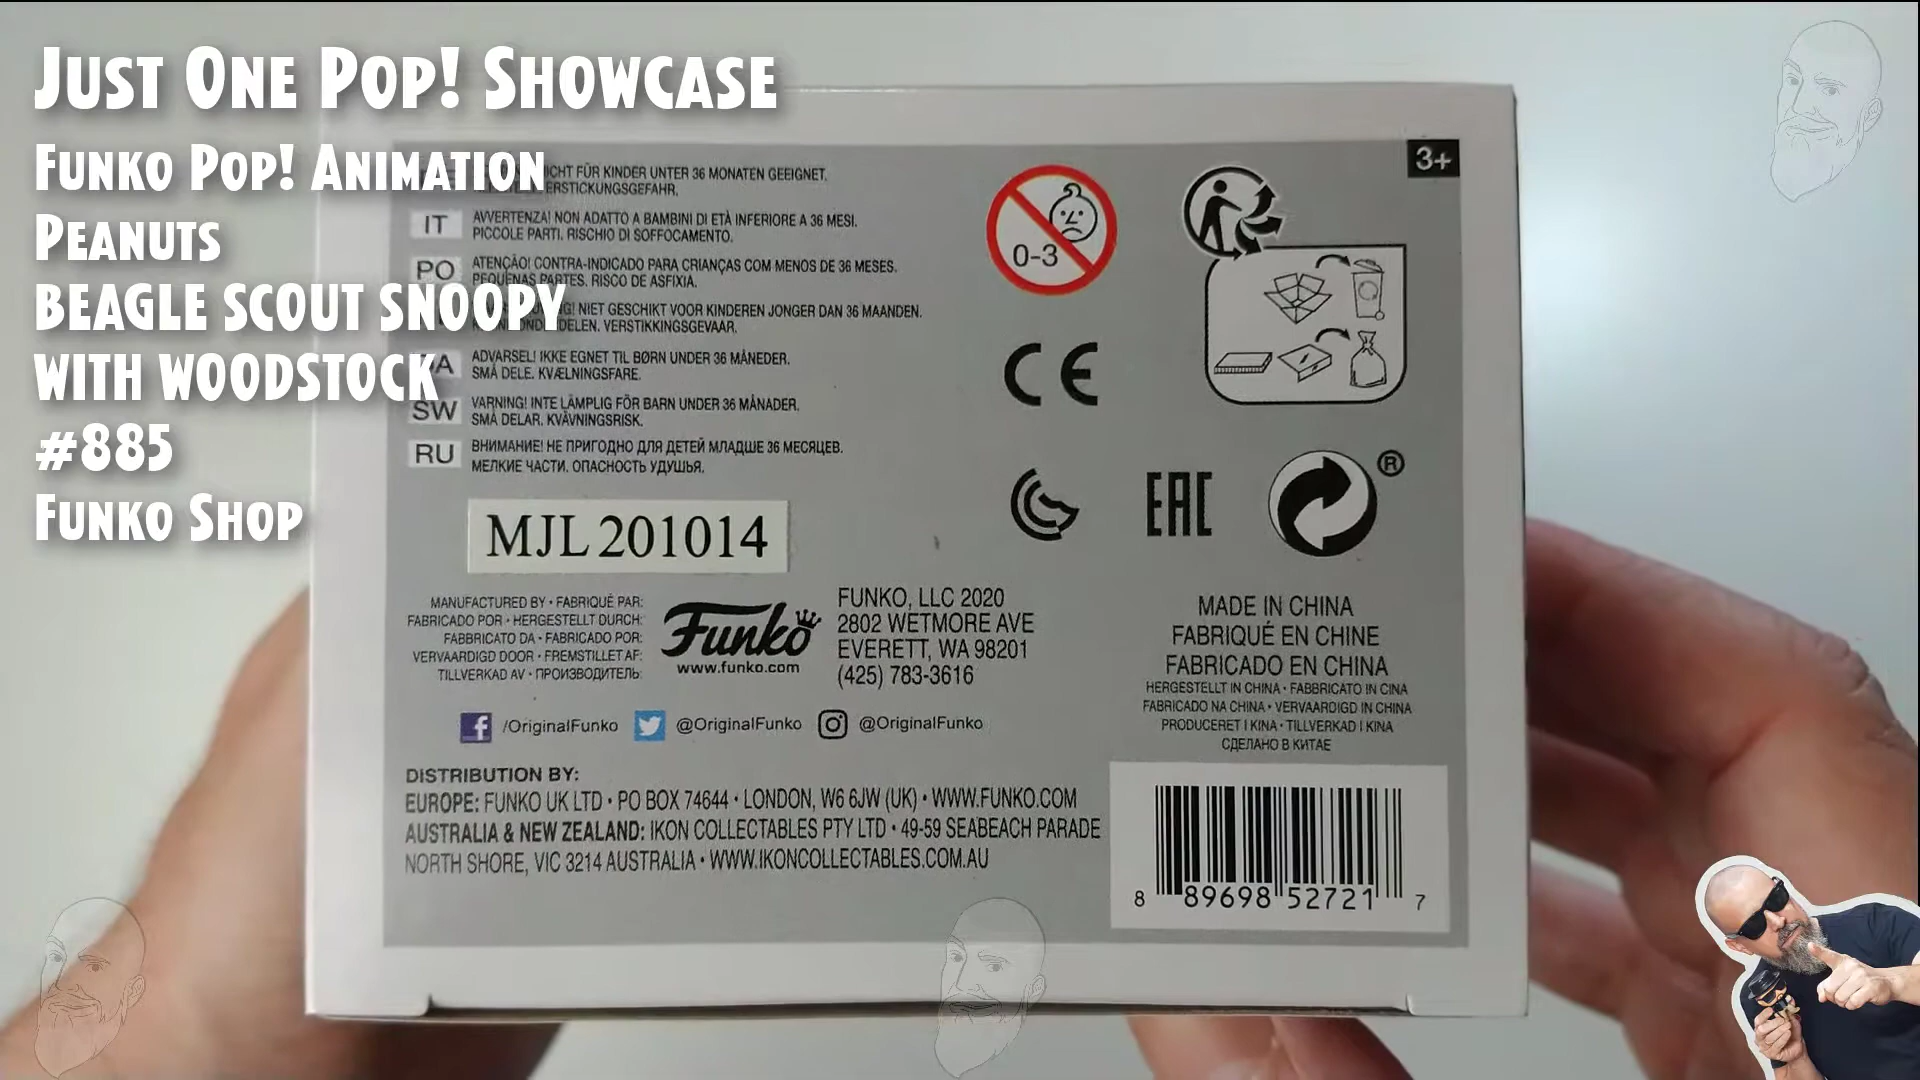 Just One Pop! Showcase
Funko Pop! Animation
Peanuts
BEAGLE SCOUT SNOOPY
WITH WOODSTOCK
#885
Funko Shop
3+
NICHT FÜR KINDER UNTER 36 MONATEN GEEIGNET.
ERSTICKUNGSGEFAHR.
IT AVVERTENZA! NON ADATTO A BAMBINI DI ETÀ INFERIORE A 36 MESI.
PICCOLE PARTI. RISCHIO DI SOFFOCAMENTO.
PO ATENÇÃO! CONTRA-INDICADO PARA CRIANÇAS COM MENOS DE 36 MESES.
PEQUENAS PARTES. RISCO DE ASFIXIA.
NIET GESCHIKT VOOR KINDEREN JONGER DAN 36 MAANDEN.
VERSTIKKINGSGEVAAR.
DA ADVARSEL! IKKE EGNET TIL BØRN UNDER 36 MÅNEDER.
SMÅ DELE. KVÆLNINGSFARE.
SW VARNING! INTE LÄMPLIG FÖR BARN UNDER 36 MÅNADER.
SMÅ DELAR. KVÄVNINGSRISK.
RU ВНИМАНИЕ! НЕ ПРИГОДНО ДЛЯ ДЕТЕЙ МЛАДШЕ 36 МЕСЯЦЕВ.
МЕЛКИЕ ЧАСТИ. ОПАСНОСТЬ УДУШЬЯ.
0-3
CE
EAC
®
MJL 201014
MANUFACTURED BY • FABRIQUÉ PAR:
FABRICADO POR • HERGESTELLT DURCH:
FABBRICATO DA • FABRICADO POR:
VERVAARDIGD DOOR • FREMSTILLET AF:
TILLVERKAD AV • ПРОИЗВОДИТЕЛЬ:
Funko
www.funko.com
FUNKO, LLC 2020
2802 WETMORE AVE
EVERETT, WA 98201
(425) 783-3616
MADE IN CHINA
FABRIQUÉ EN CHINE
FABRICADO EN CHINA
HERGESTELLT IN CHINA • FABBRICATO IN CINA
FABRICADO NA CHINA • VERVAARDIGD IN CHINA
PRODUCERET I KINA • TILLVERKAD I KINA
СДЕЛАНО В КИТАЕ
/OriginalFunko @OriginalFunko @OriginalFunko
DISTRIBUTION BY:
EUROPE: FUNKO UK LTD • PO BOX 74644 • LONDON, W6 6JW (UK) • WWW.FUNKO.COM
AUSTRALIA & NEW ZEALAND: IKON COLLECTABLES PTY LTD • 49-59 SEABEACH PARADE
NORTH SHORE, VIC 3214 AUSTRALIA • WWW.IKONCOLLECTABLES.COM.AU
8 89698 52721 7